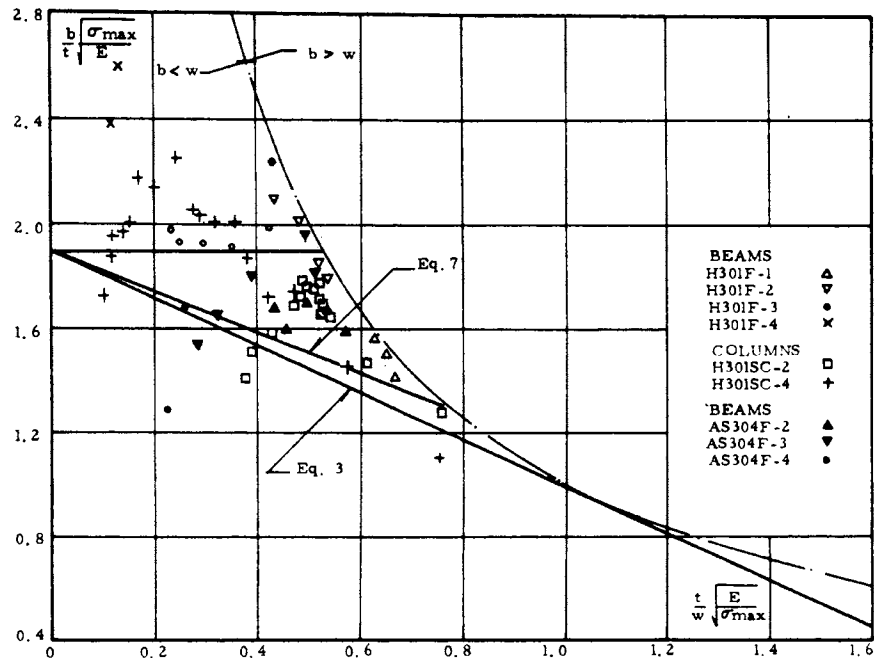 2.8
b/t √σmax/E
b < w
b > w
2.4
2.0
Eq. 7
BEAMS
H301F-1
H301F-2
H301F-3
H301F-4
COLUMNS
H301SC-2
H301SC-4
BEAMS
AS304F-2
AS304F-3
AS304F-4
1.6
1.2
Eq. 3
0.8
t/w √E/σmax
0.4
0 0.2 0.4 0.6 0.8 1.0 1.2 1.4 1.6